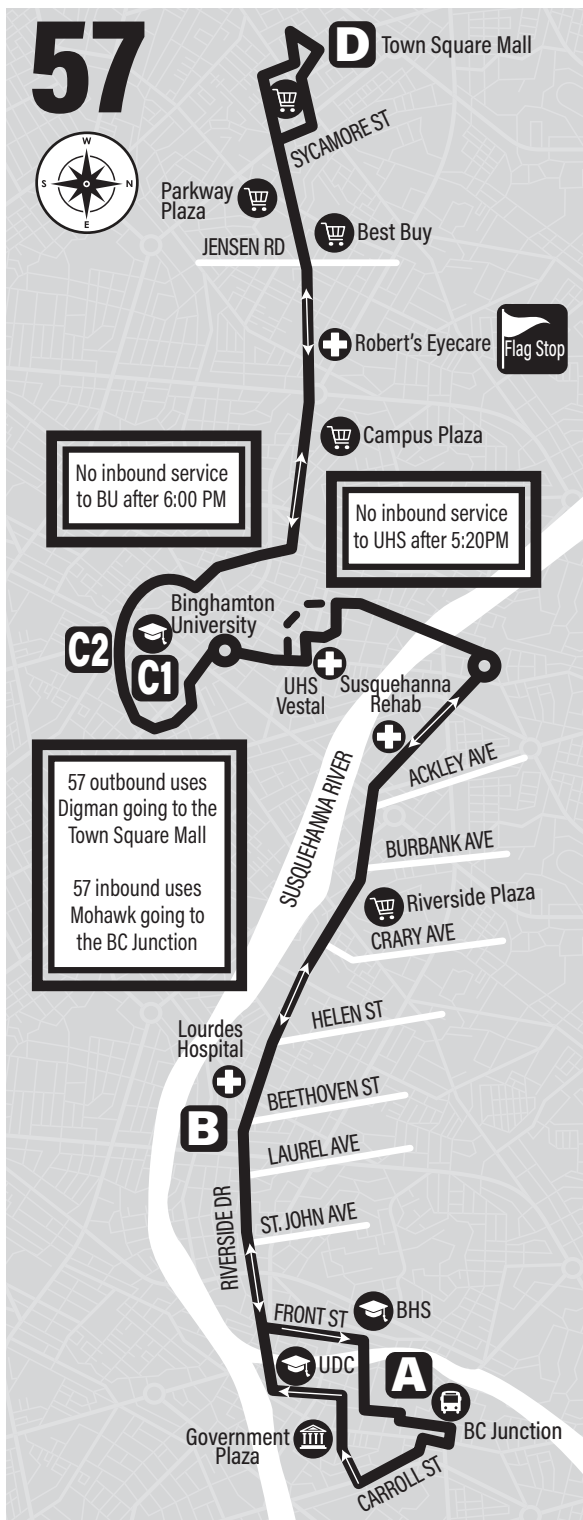 57
D
Town Square Mall
W
S
N
E
SYCAMORE ST
Parkway
Plaza
Best Buy
JENSEN RD
Robert's Eyecare
Flag Stop
Campus Plaza
No inbound service
to BU after 6:00 PM
No inbound service
to UHS after 5:20PM
Binghamton
University
C2
C1
UHS
Vestal
Susquehanna
Rehab
ACKLEY AVE
SUSQUEHANNA RIVER
57 outbound uses
Digman going to the
Town Square Mall
57 inbound uses
Mohawk going to
the BC Junction
BURBANK AVE
Riverside Plaza
CRARY AVE
HELEN ST
Lourdes
Hospital
BEETHOVEN ST
B
LAUREL AVE
RIVERSIDE DR
ST. JOHN AVE
FRONT ST
BHS
UDC
A
BC Junction
Government
Plaza
CARROLL ST